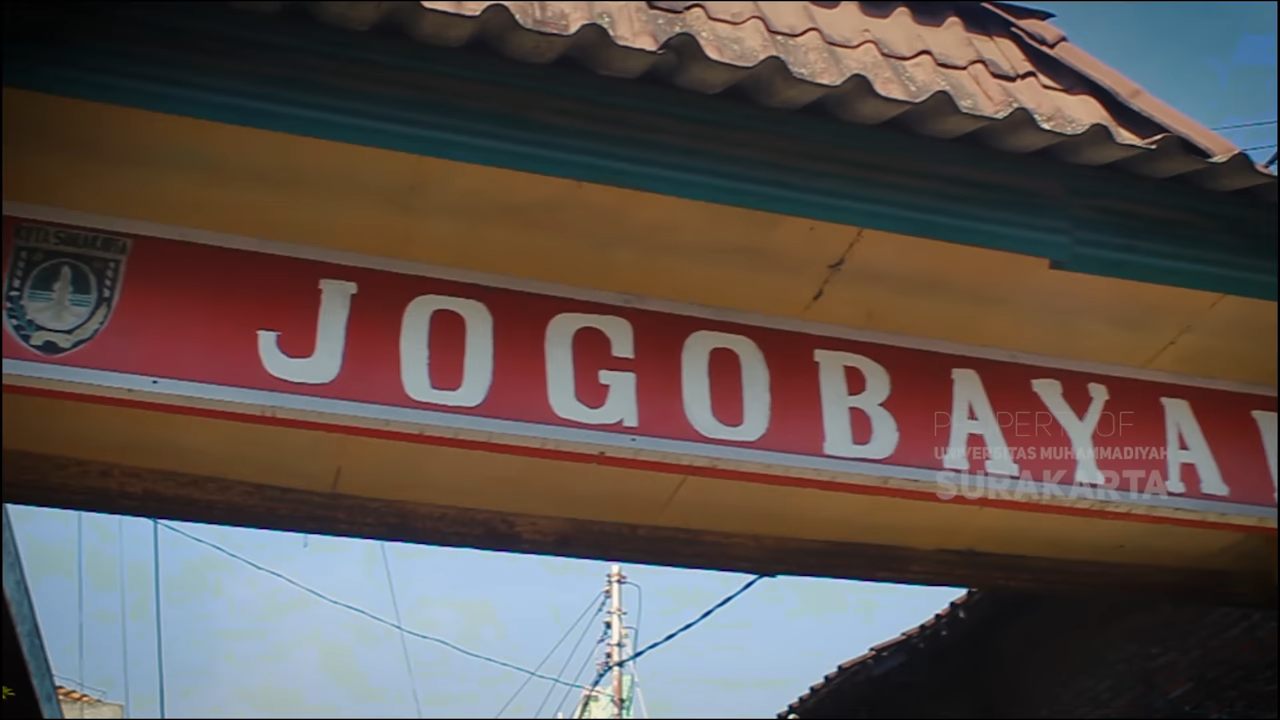 KOTA SURAKARTA
JOGOBAYA
PROPERTY OF
UNIVERSITAS MUHAMMADIYAH
SURAKARTA